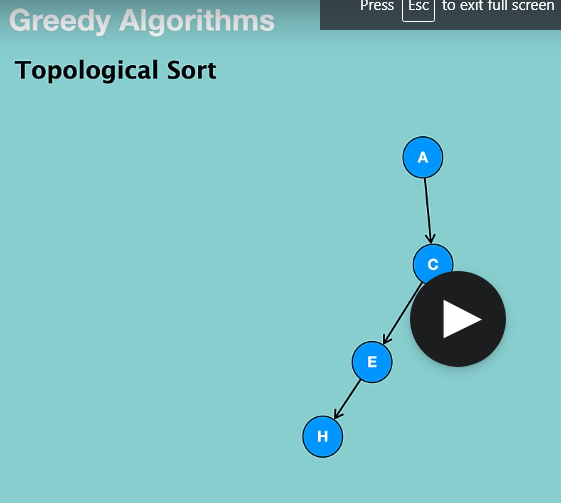 Press Esc to exit full screen
Greedy Algorithms
Topological Sort
A
C
E
H